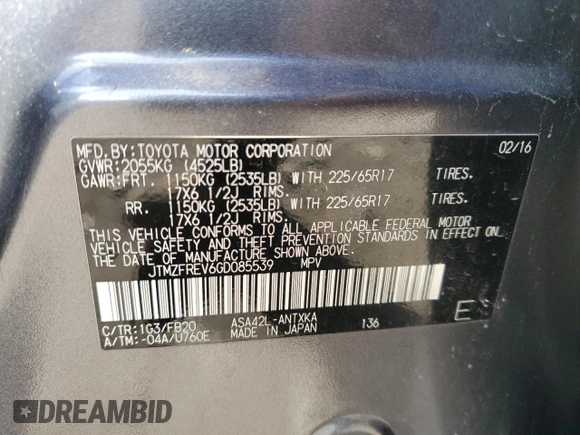 MFD.BY:TOYOTA MOTOR CORPORATION 02/16
GVWR:2055KG (4525LB)
GAWR:FRT. 1150KG (2535LB) WITH 225/65R17 TIRES.
17X6 1/2J RIMS.
RR. 1150KG (2535LB) WITH 225/65R17 TIRES.
17X6 1/2J RIMS.
THIS VEHICLE CONFORMS TO ALL APPLICABLE FEDERAL MOTOR
VEHICLE SAFETY AND THEFT PREVENTION STANDARDS IN EFFECT ON
THE DATE OF MANUFACTURE SHOWN ABOVE.
JTMZFREV6GD085539 MPV
C/TR:1G3/FB20 ASA42L-ANTXKA 136 E
A/TM:-04A/U760E MADE IN JAPAN
DREAMBID